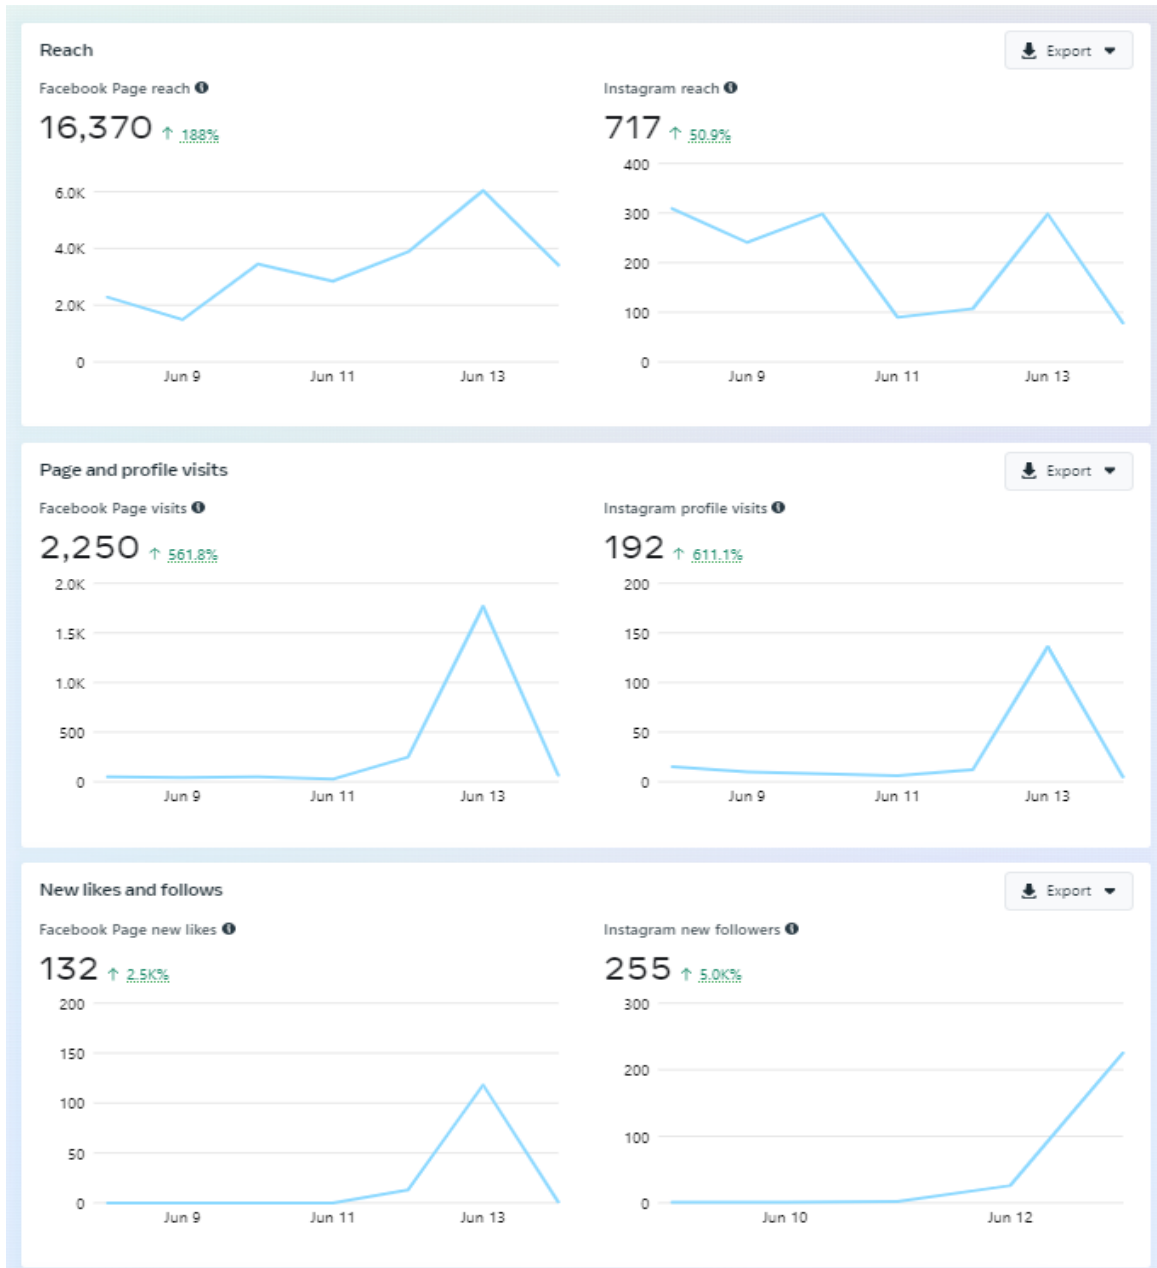 Reach
Export
Facebook Page reach
16,370 ↑ 188%
6.0K
4.0K
2.0K
0
Jun 9 Jun 11 Jun 13
Instagram reach
717 ↑ 50.9%
400
300
200
100
0
Jun 9 Jun 11 Jun 13
Page and profile visits
Export
Facebook Page visits
2,250 ↑ 561.8%
2.0K
1.5K
1.0K
500
0
Jun 9 Jun 11 Jun 13
Instagram profile visits
192 ↑ 611.1%
200
150
100
50
0
Jun 9 Jun 11 Jun 13
New likes and follows
Export
Facebook Page new likes
132 ↑ 2.5K%
200
150
100
50
0
Jun 9 Jun 11 Jun 13
Instagram new followers
255 ↑ 5.0K%
300
200
100
0
Jun 10 Jun 12